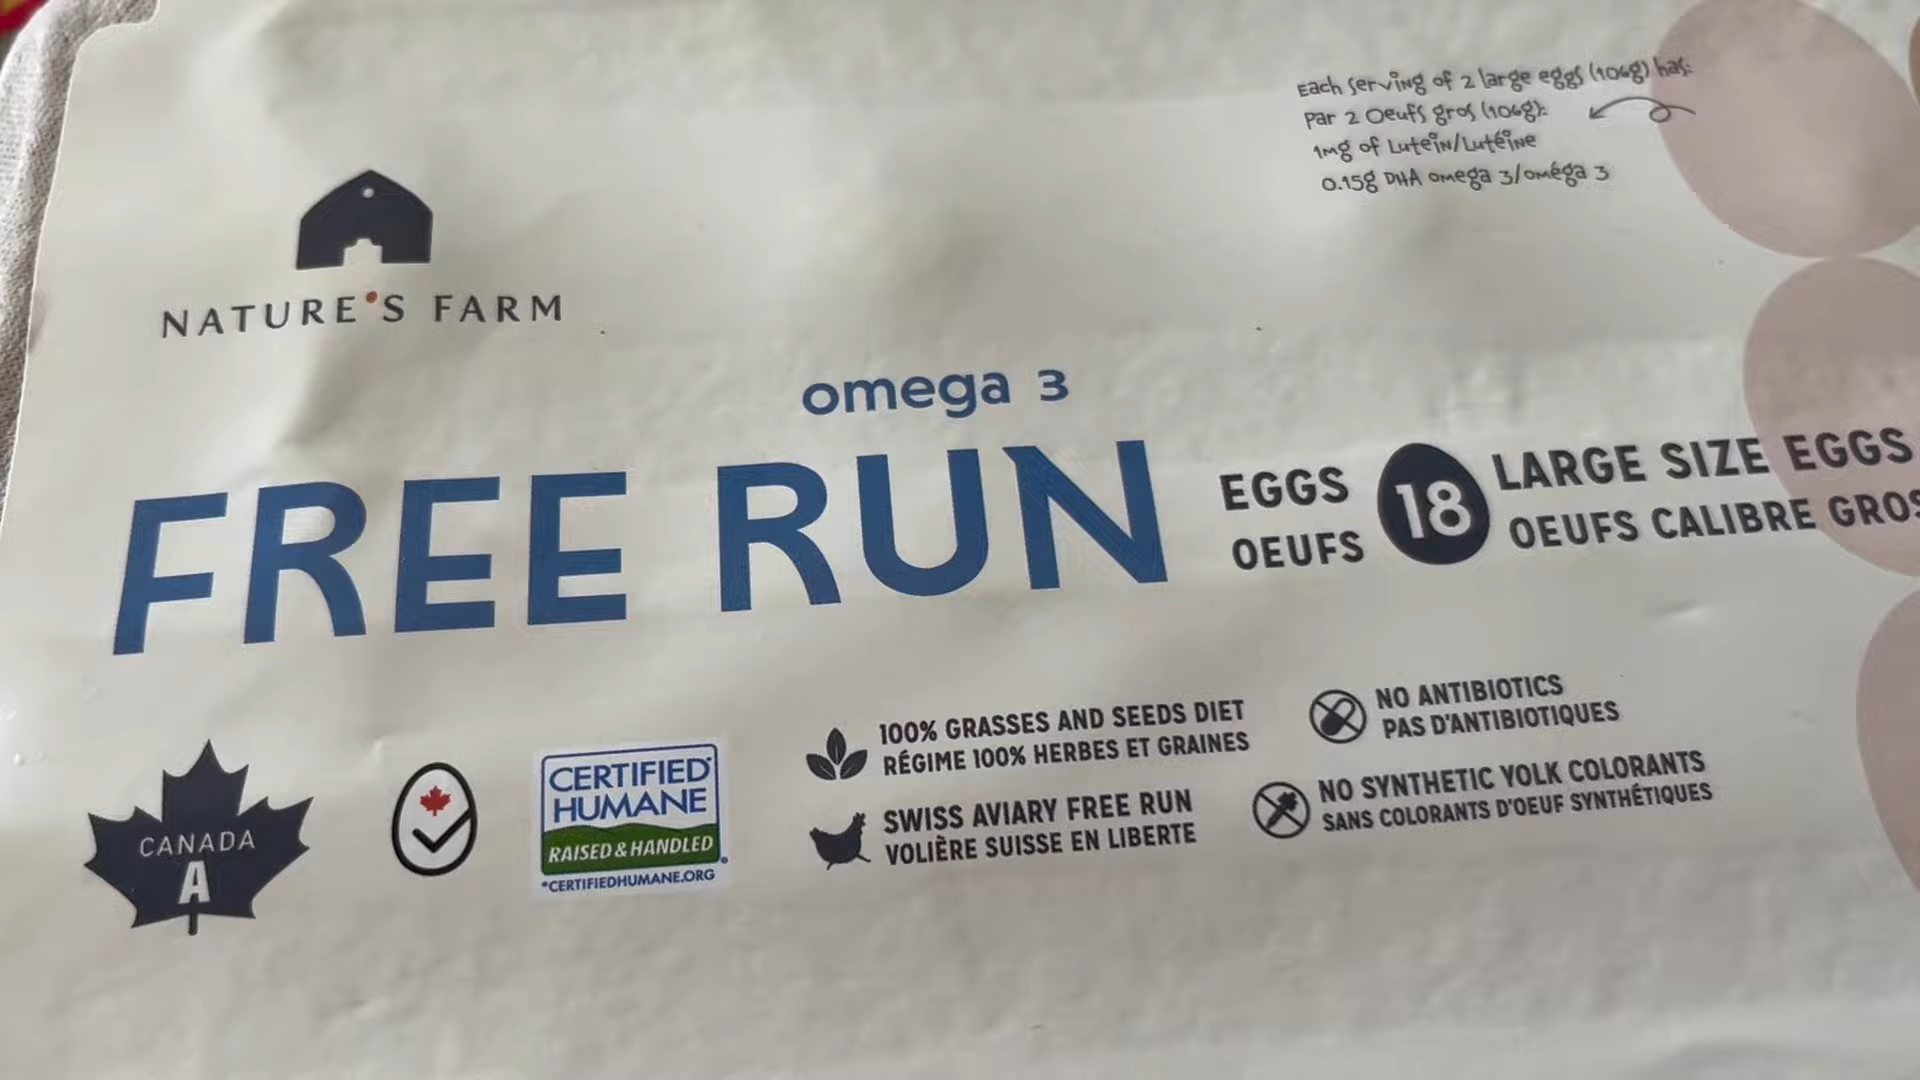 Each serving of 2 large eggs (106g) has:
Par 2 Oeufs gros (106g):
1mg of Lutein/Lutéine
0.15g DHA omega 3/oméga 3
NATURE'S FARM
omega 3
FREE RUN
EGGS
OEUFS
18
LARGE SIZE EGGS
OEUFS CALIBRE GROS
100% GRASSES AND SEEDS DIET
RÉGIME 100% HERBES ET GRAINES
NO ANTIBIOTICS
PAS D'ANTIBIOTIQUES
SWISS AVIARY FREE RUN
VOLIÈRE SUISSE EN LIBERTE
NO SYNTHETIC YOLK COLORANTS
SANS COLORANTS D'OEUF SYNTHÉTIQUES
CANADA
A
CERTIFIED
HUMANE
RAISED & HANDLED
*CERTIFIEDHUMANE.ORG